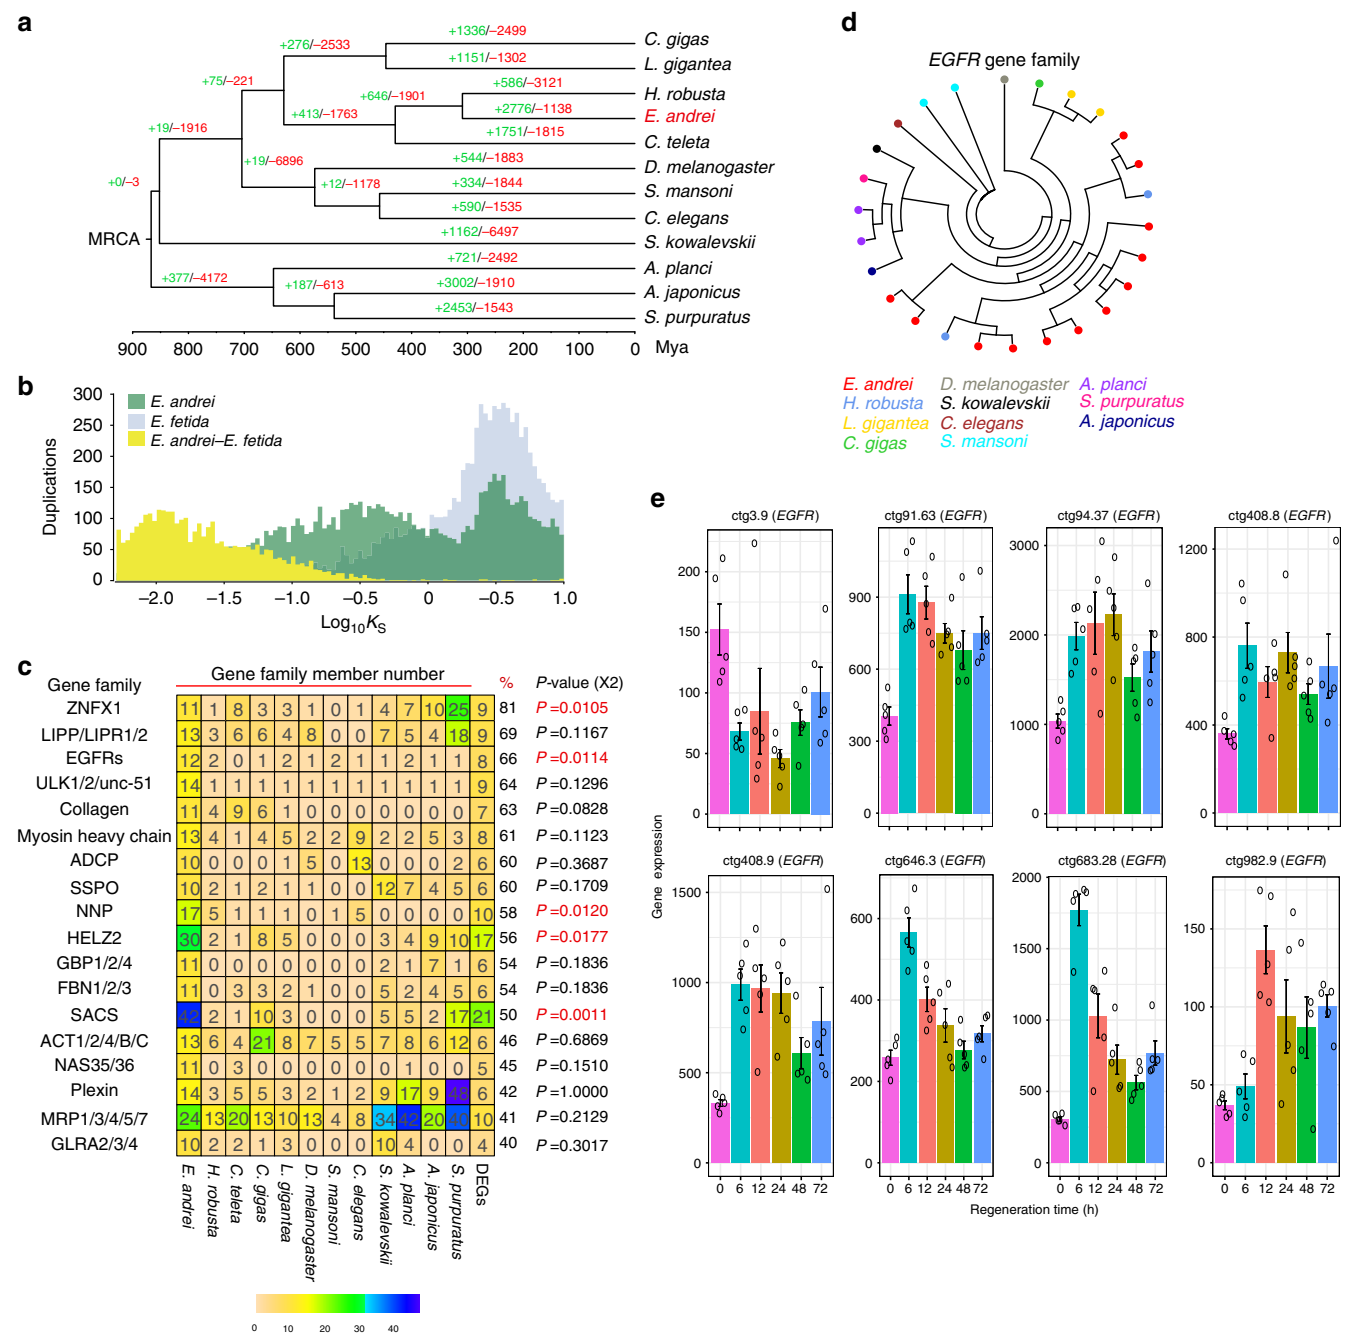 a
+1336/−2499
C. gigas
+276/−2533
+1151/−1302
L. gigantea
+75/−221
+586/−3121
H. robusta
+646/−1901
+2776/−1138
E. andrei
+413/−1763
+1751/−1815
C. teleta
+19/−1916
+544/−1883
D. melanogaster
+19/−6896
+12/−1178
+334/−1844
S. mansoni
+0/−3
+590/−1535
C. elegans
+1162/−6497
S. kowalevskii
MRCA
+721/−2492
A. planci
+377/−4172
+187/−613
+3002/−1910
A. japonicus
+2453/−1543
S. purpuratus
900 800 700 600 500 400 300 200 100 0 Mya
b
300
250
200
150
100
50
0
Duplications
E. andrei
E. fetida
E. andrei–E. fetida
−2.0 −1.5 −1.0 −0.5 0 −0.5 1.0
Log10KS
c
Gene family Gene family member number % P-value (X2)
ZNFX1 11 1 8 3 3 1 0 1 4 7 10 25 9 81 P =0.0105
LIPP/LIPR1/2 13 3 6 6 4 8 0 0 7 5 4 18 9 69 P =0.1167
EGFRs 12 2 0 1 2 1 2 1 1 2 1 1 8 66 P =0.0114
ULK1/2/unc-51 14 1 1 1 1 1 1 1 1 1 1 1 9 64 P =0.1296
Collagen 11 4 9 6 1 0 0 0 0 0 0 0 7 63 P =0.0828
Myosin heavy chain 13 4 1 4 5 2 2 9 2 2 5 3 8 61 P =0.1123
ADCP 10 0 0 0 1 5 0 13 0 0 0 2 6 60 P =0.3687
SSPO 10 2 1 2 1 1 0 0 12 7 4 5 6 60 P =0.1709
NNP 17 5 1 1 1 0 1 5 0 0 0 0 10 58 P =0.0120
HELZ2 30 2 1 8 5 0 0 0 3 4 9 10 17 56 P =0.0177
GBP1/2/4 11 0 0 0 0 0 0 0 2 1 7 1 6 54 P =0.1836
FBN1/2/3 11 0 3 3 2 1 0 0 5 2 4 5 6 54 P =0.1836
SACS 42 2 1 10 3 0 0 0 5 5 2 17 21 50 P =0.0011
ACT1/2/4/B/C 13 6 4 21 8 7 5 5 7 8 6 12 6 46 P =0.6869
NAS35/36 11 0 3 0 0 0 0 0 0 1 0 0 5 45 P =0.1510
Plexin 14 3 5 3 2 1 2 9 17 9 48 6 42 P =1.0000
MRP1/3/4/5/7 24 13 20 13 10 13 4 8 34 42 20 10 41 P =0.2129
GLRA2/3/4 10 2 2 1 3 0 0 0 10 4 0 0 4 40 P =0.3017
E. andrei
H. robusta
C. teleta
C. gigas
L. gigantea
D. melanogaster
S. mansoni
C. elegans
S. kowalevskii
A. planci
A. japonicus
S. purpuratus
DEGs
0 10 20 30 40
d
EGFR gene family
E. andrei D. melanogaster A. planci
H. robusta S. kowalevskii S. purpuratus
L. gigantea C. elegans A. japonicus
C. gigas S. mansoni
e
Gene expression
ctg3.9 (EGFR)
200
150
100
50
0
ctg91.63 (EGFR)
900
600
300
0
ctg94.37 (EGFR)
3000
2000
1000
0
ctg408.8 (EGFR)
1200
800
400
0
ctg408.9 (EGFR)
1500
1000
500
0
0 6 12 24 48 72
ctg646.3 (EGFR)
600
400
200
0
0 6 12 24 48 72
ctg683.28 (EGFR)
2000
1500
1000
500
0
0 6 12 24 48 72
ctg982.9 (EGFR)
150
100
50
0
0 6 12 24 48 72
Regeneration time (h)